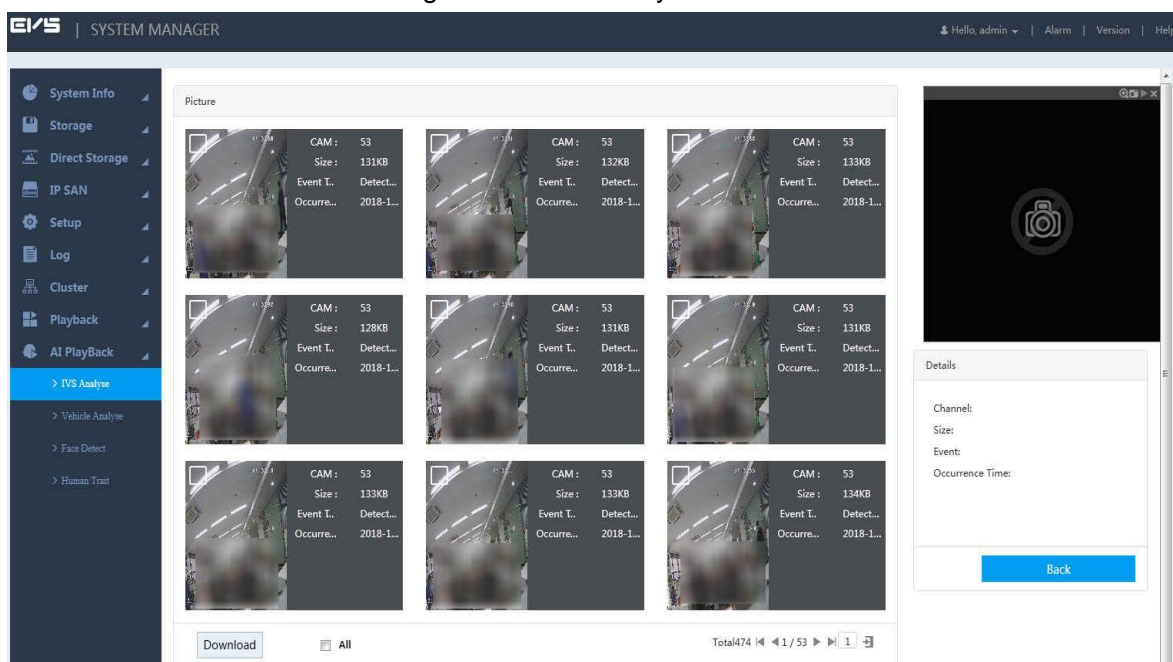 EVS | SYSTEM MANAGER
Hello, admin | Alarm | Version | Help
System Info
Storage
Direct Storage
IP SAN
Setup
Log
Cluster
Playback
AI PlayBack
> IVS Analyse
> Vehicle Analyse
> Face Detect
> Human Trait
Picture
CAM : 53
Size : 131KB
Event T... Detect...
Occurre... 2018-1...
CAM : 53
Size : 132KB
Event T... Detect...
Occurre... 2018-1...
CAM : 53
Size : 133KB
Event T... Detect...
Occurre... 2018-1...
CAM : 53
Size : 128KB
Event T... Detect...
Occurre... 2018-1...
CAM : 53
Size : 131KB
Event T... Detect...
Occurre... 2018-1...
CAM : 53
Size : 131KB
Event T... Detect...
Occurre... 2018-1...
CAM : 53
Size : 133KB
Event T... Detect...
Occurre... 2018-1...
CAM : 53
Size : 133KB
Event T... Detect...
Occurre... 2018-1...
CAM : 53
Size : 134KB
Event T... Detect...
Occurre... 2018-1...
Download
All
Total474 1 / 53 1
Details
Channel:
Size:
Event:
Occurrence Time:
Back